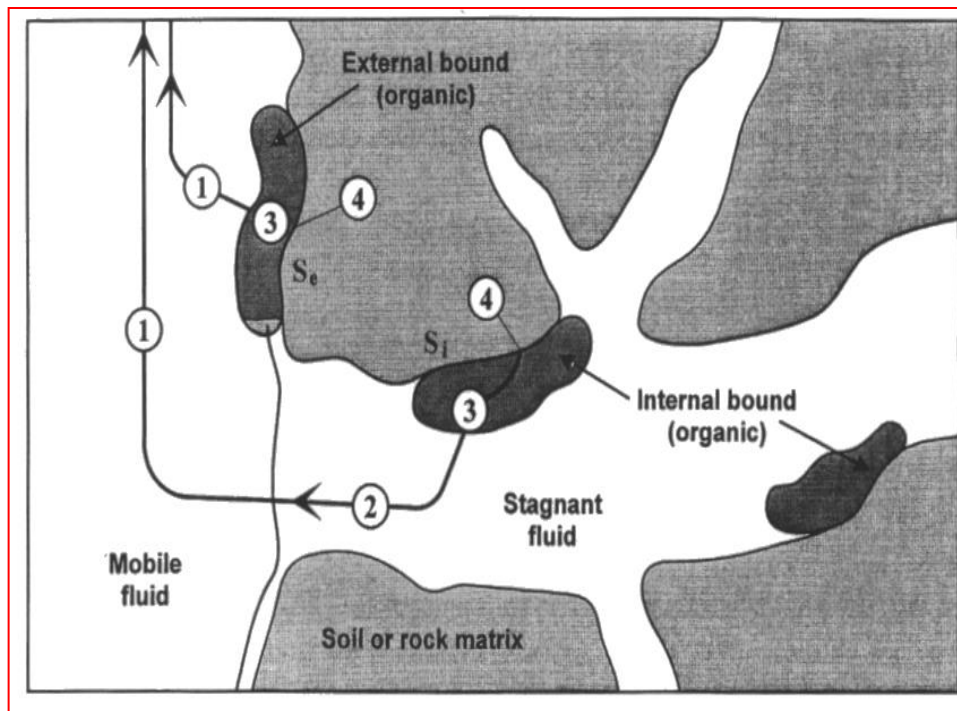 External bound
(organic)
1
4
3
Se
4
1
Si
3
Internal bound
(organic)
2
Stagnant
fluid
Mobile
fluid
Soil or rock matrix